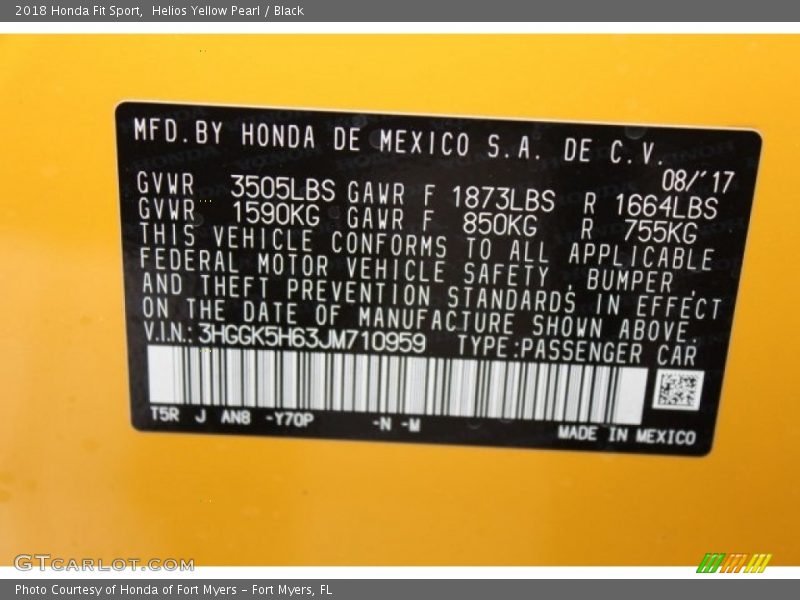 2018 Honda Fit Sport,  Helios Yellow Pearl / Black
MFD. BY HONDA DE MEXICO S.A. DE C.V.
08/'17
GVWR 3505LBS GAWR F 1873LBS R 1664LBS
GVWR 1590KG GAWR F 850KG R 755KG
THIS VEHICLE CONFORMS TO ALL APPLICABLE
FEDERAL MOTOR VEHICLE SAFETY , BUMPER ,
AND THEFT PREVENTION STANDARDS IN EFFECT
ON THE DATE OF MANUFACTURE SHOWN ABOVE.
V.I.N.: 3HGGK5H63JM710959 TYPE:PASSENGER CAR
T5R J AN8 -Y70P -N -M
MADE IN MEXICO
GTCARLOT.COM
Photo Courtesy of Honda of Fort Myers – Fort Myers, FL